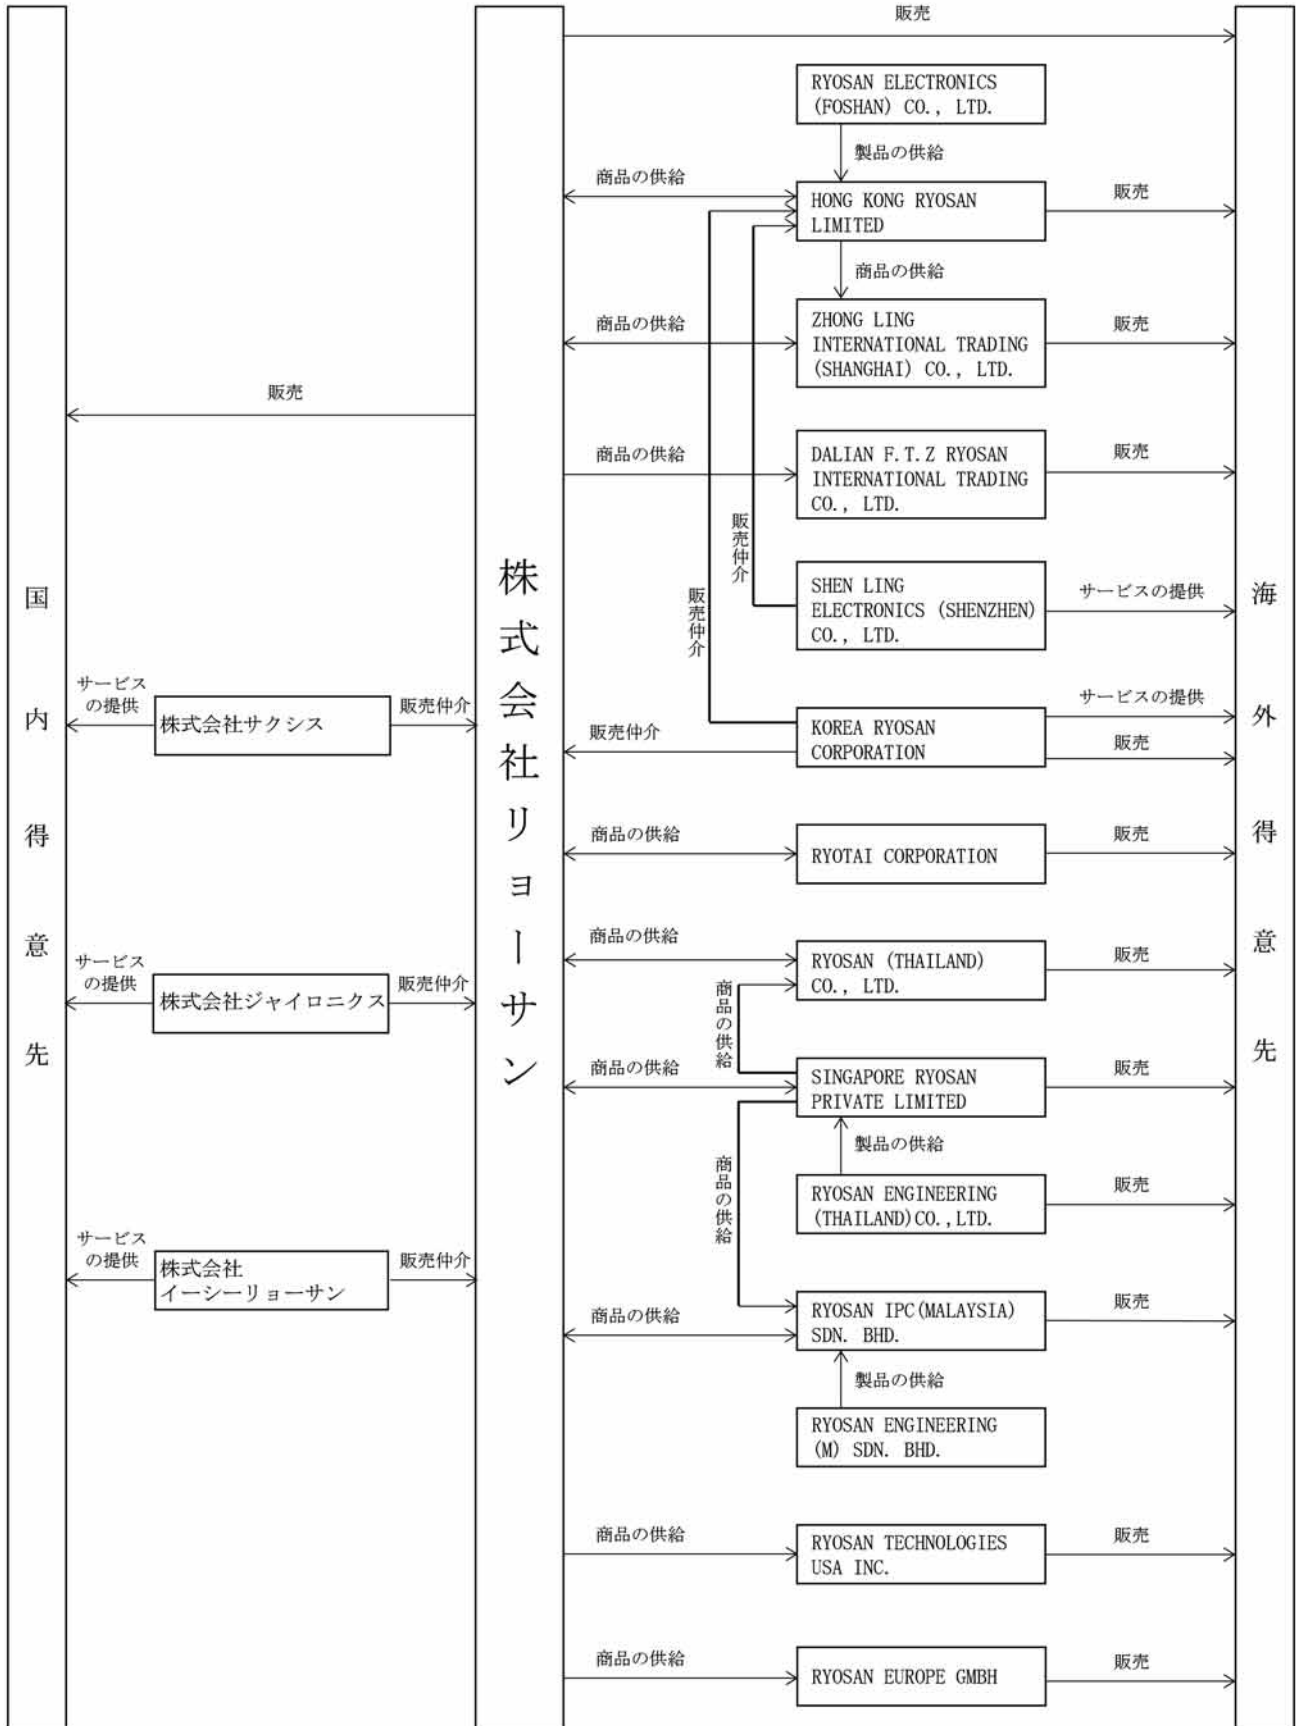 国内得意先
販売
サービス
の提供
株式会社サクシス
販売仲介
サービス
の提供
株式会社ジャイロニクス
販売仲介
サービス
の提供
株式会社
イーシーリョーサン
販売仲介
株式会社リョーサン
販売
RYOSAN ELECTRONICS
(FOSHAN) CO., LTD.
製品の供給
商品の供給
HONG KONG RYOSAN
LIMITED
販売
商品の供給
商品の供給
ZHONG LING
INTERNATIONAL TRADING
(SHANGHAI) CO., LTD.
販売
商品の供給
DALIAN F.T.Z RYOSAN
INTERNATIONAL TRADING
CO., LTD.
販売
販売仲介
SHEN LING
ELECTRONICS (SHENZHEN)
CO., LTD.
サービスの提供
販売仲介
販売仲介
KOREA RYOSAN
CORPORATION
サービスの提供
販売
商品の供給
RYOTAI CORPORATION
販売
商品の供給
RYOSAN (THAILAND)
CO., LTD.
販売
商品の供給
商品の供給
SINGAPORE RYOSAN
PRIVATE LIMITED
販売
製品の供給
商品の供給
RYOSAN ENGINEERING
(THAILAND)CO.,LTD.
販売
商品の供給
RYOSAN IPC(MALAYSIA)
SDN. BHD.
販売
製品の供給
RYOSAN ENGINEERING
(M) SDN. BHD.
商品の供給
RYOSAN TECHNOLOGIES
USA INC.
販売
商品の供給
RYOSAN EUROPE GMBH
販売
海外得意先